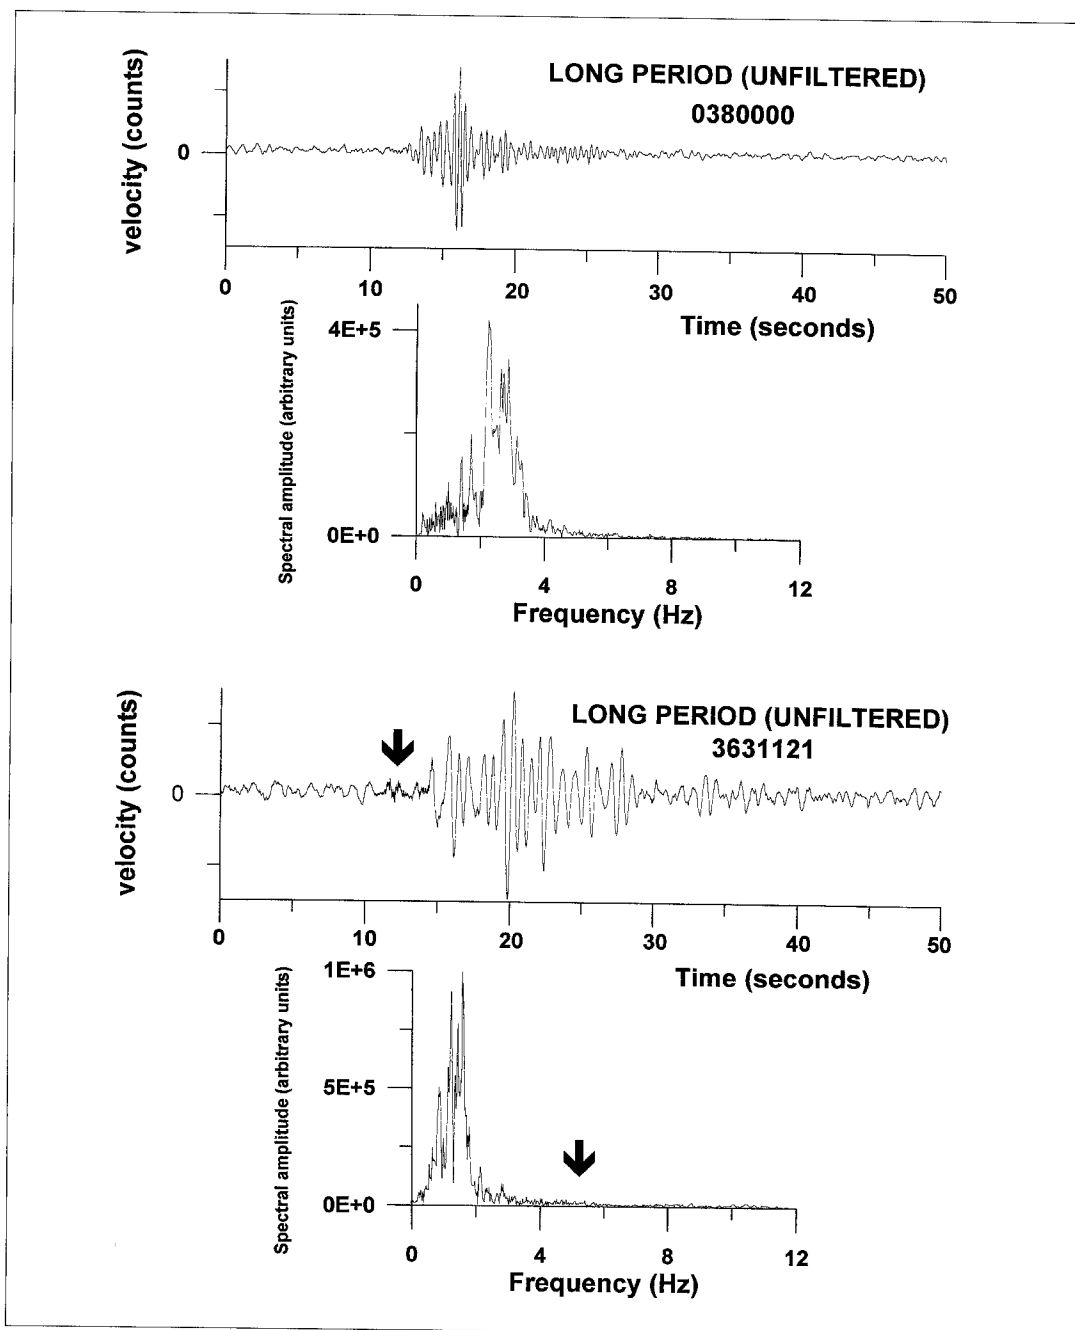 LONG PERIOD (UNFILTERED)
0380000
velocity (counts)
0
0 10 20 30 40 50
Time (seconds)
Spectral amplitude (arbitrary units)
4E+5
0E+0
0 4 8 12
Frequency (Hz)
LONG PERIOD (UNFILTERED)
3631121
velocity (counts)
0
0 10 20 30 40 50
Time (seconds)
Spectral amplitude (arbitrary units)
1E+6
5E+5
0E+0
0 4 8 12
Frequency (Hz)